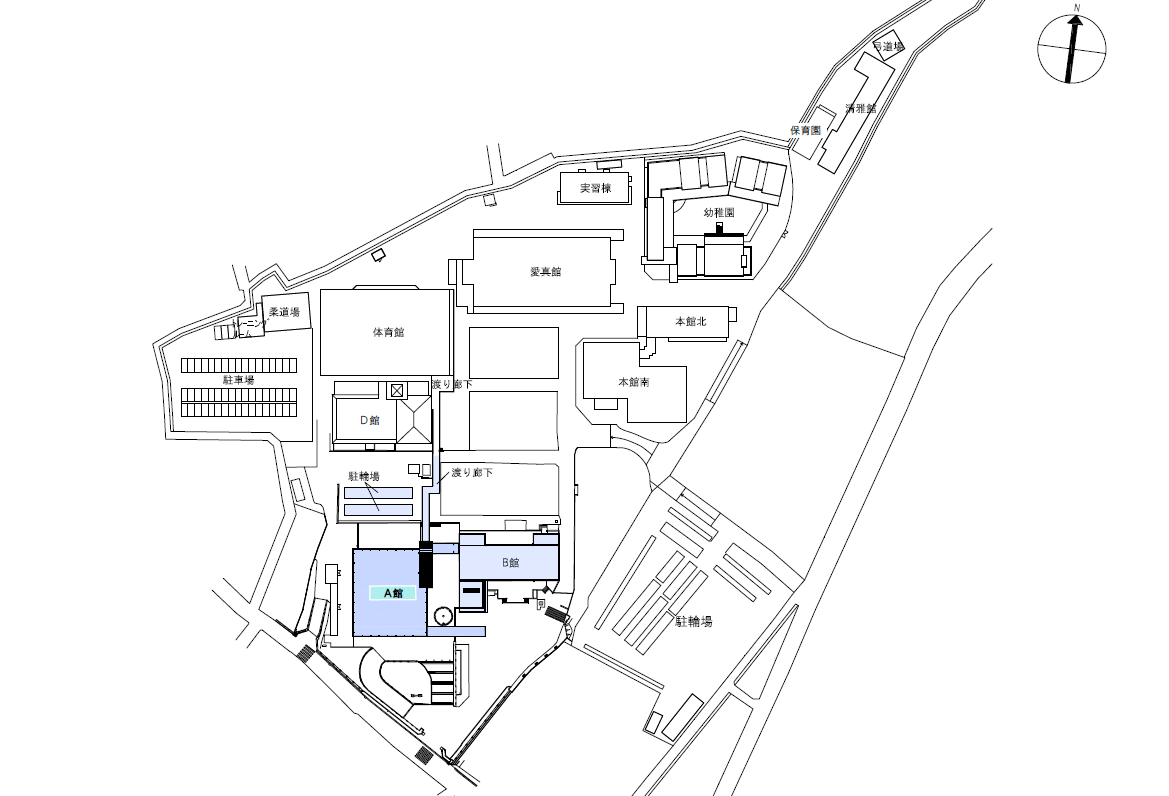 N
弓道場
清雅館
保育園
実習棟
幼稚園
愛真館
柔道場
トレーニング
ルーム
体育館
本館北
駐車場
渡り廊下
本館南
D館
渡り廊下
駐輪場
B館
A館
駐輪場